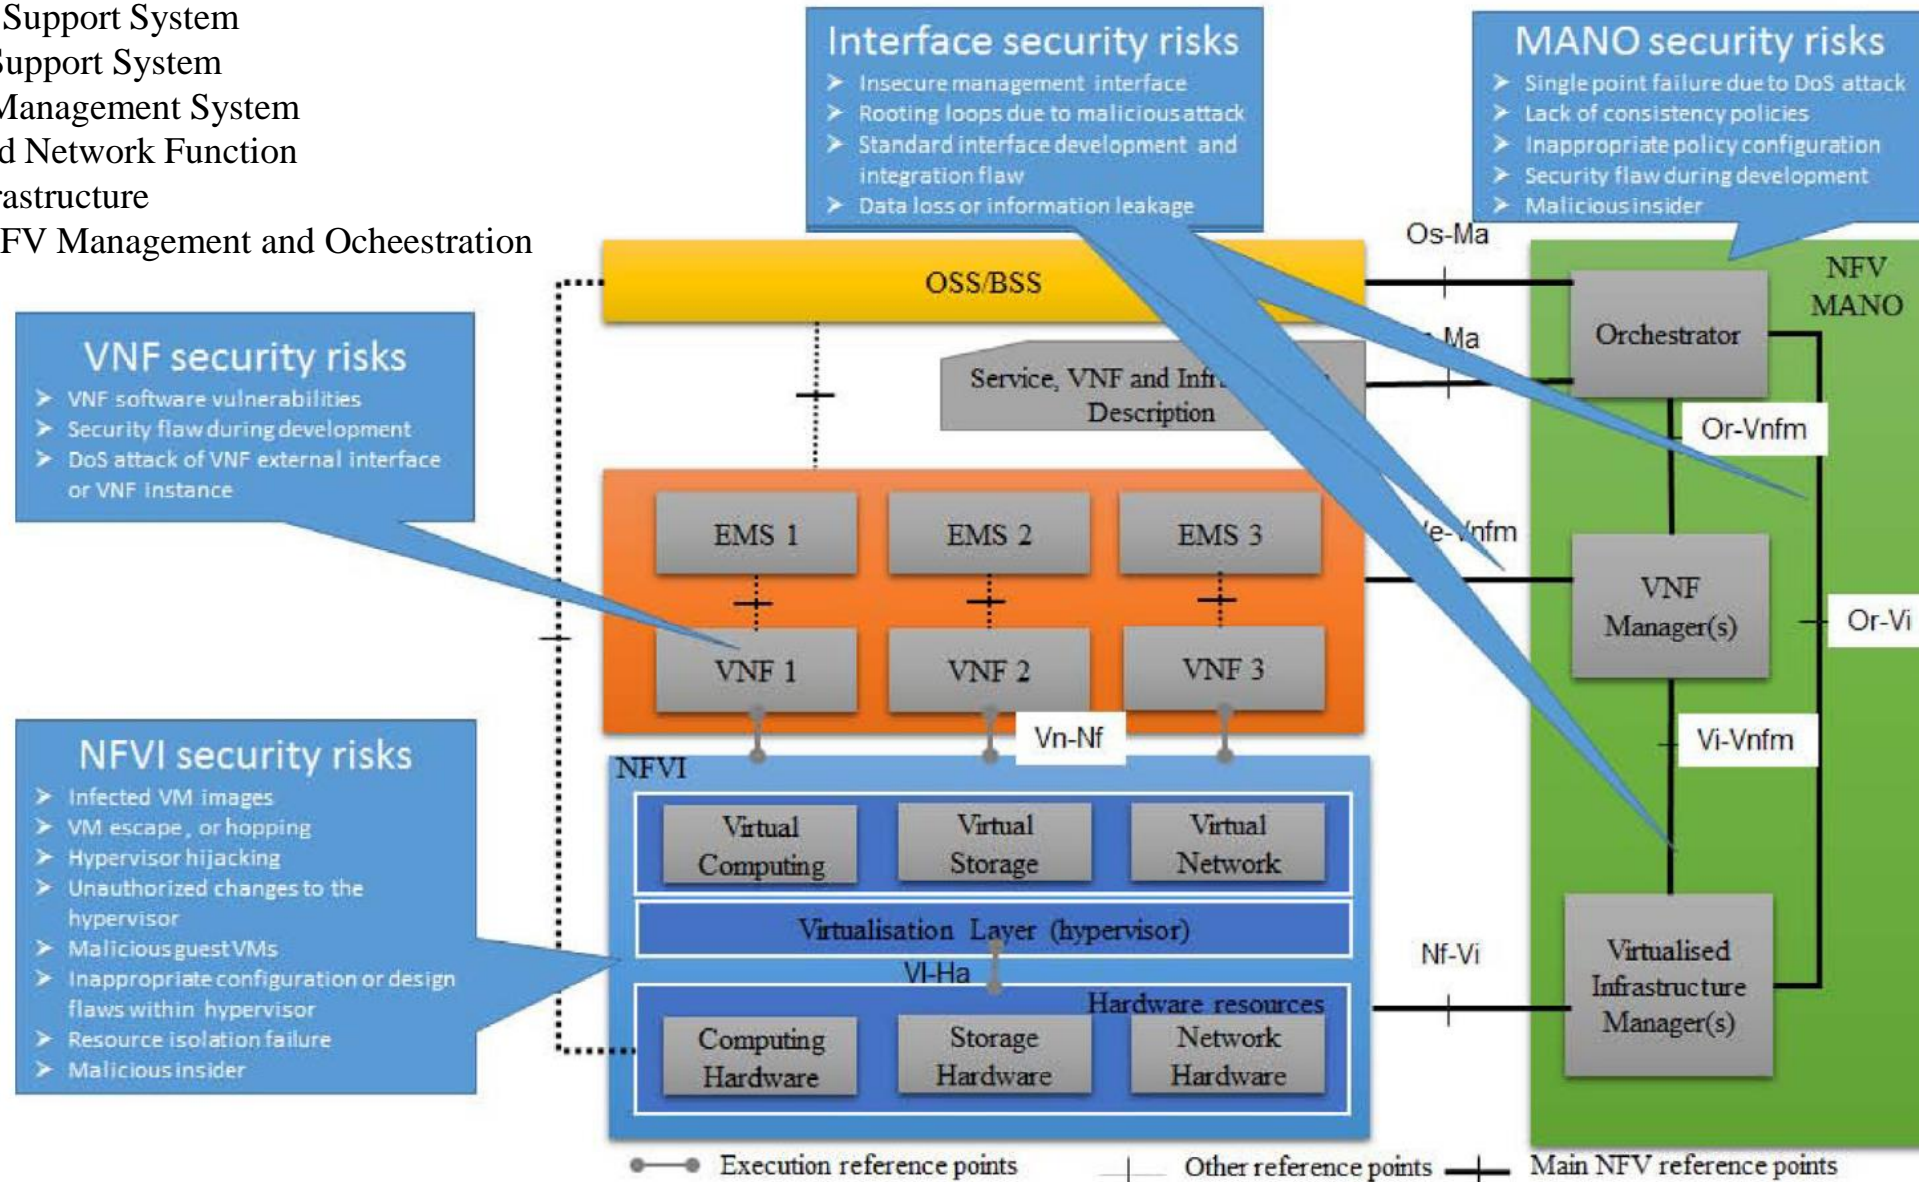 Support System
Support System
Management System
d Network Function
rastructure
FV Management and Ocheestration
Interface security risks
➢ Insecure management interface
➢ Rooting loops due to malicious attack
➢ Standard interface development and
integration flaw
➢ Data loss or information leakage
MANO security risks
➢ Single point failure due to DoS attack
➢ Lack of consistency policies
➢ Inappropriate policy configuration
➢ Security flaw during development
➢ Malicious insider
Os-Ma
OSS/BSS
NFV
MANO
Orchestrator
-Ma
Service, VNF and
Description
Or-Vnfm
VNF security risks
➢ VNF software vulnerabilities
➢ Security flaw during development
➢ DoS attack of VNF external interface
or VNF instance
EMS 1
EMS 2
EMS 3
e-Vnfm
VNF
Manager(s)
Or-Vi
VNF 1
VNF 2
VNF 3
Vn-Nf
Vi-Vnfm
NFVI security risks
➢ Infected VM images
➢ VM escape, or hopping
➢ Hypervisor hijacking
➢ Unauthorized changes to the
hypervisor
➢ Malicious guest VMs
➢ Inappropriate configuration or design
flaws within hypervisor
➢ Resource isolation failure
➢ Malicious insider
NFVI
Virtual
Computing
Virtual
Storage
Virtual
Network
Virtualisation Layer (hypervisor)
Vl-Ha
Nf-Vi
Virtualised
Infrastructure
Manager(s)
Hardware resources
Computing
Hardware
Storage
Hardware
Network
Hardware
Execution reference points
Other reference points
Main NFV reference points